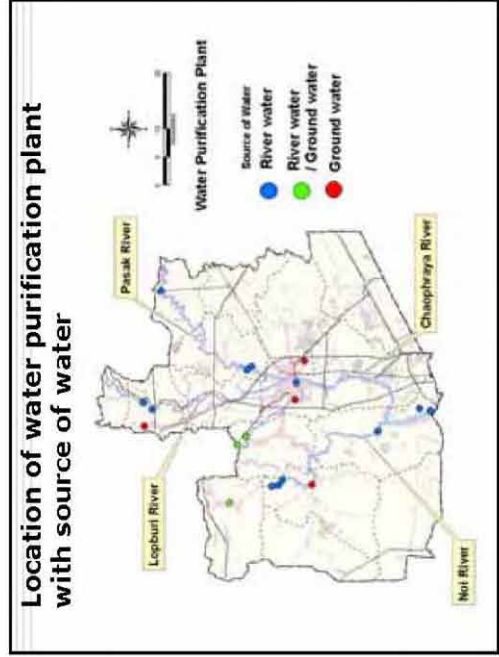 Location of water purification plant
with source of water
Pasak River
Lopburi River
Chaophraya River
Noi River
Water Purification Plant
Source of Water
River water
River water
/ Ground water
Ground water